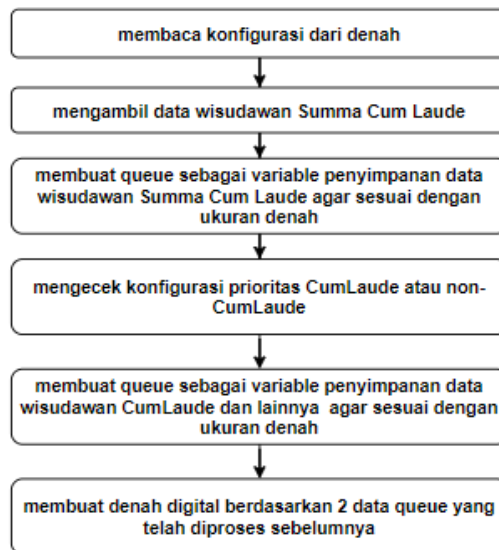 membaca konfigurasi dari denah
mengambil data wisudawan Summa Cum Laude
membuat queue sebagai variable penyimpanan data
wisudawan Summa Cum Laude agar sesuai dengan
ukuran denah
mengecek konfigurasi prioritas CumLaude atau non-
CumLaude
membuat queue sebagai variable penyimpanan data
wisudawan CumLaude dan lainnya agar sesuai dengan
ukuran denah
membuat denah digital berdasarkan 2 data queue yang
telah diproses sebelumnya